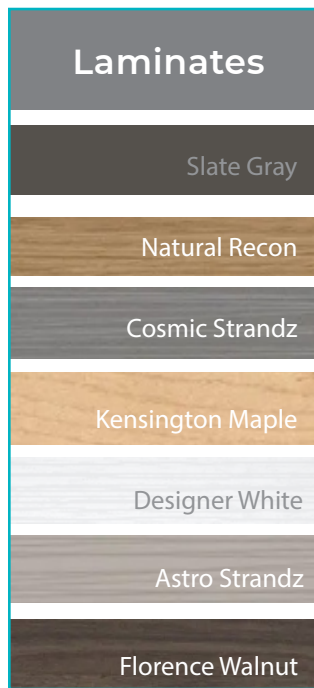 Laminates
Slate Gray
Natural Recon
Cosmic Strandz
Kensington Maple
Designer White
Astro Strandz
Florence Walnut